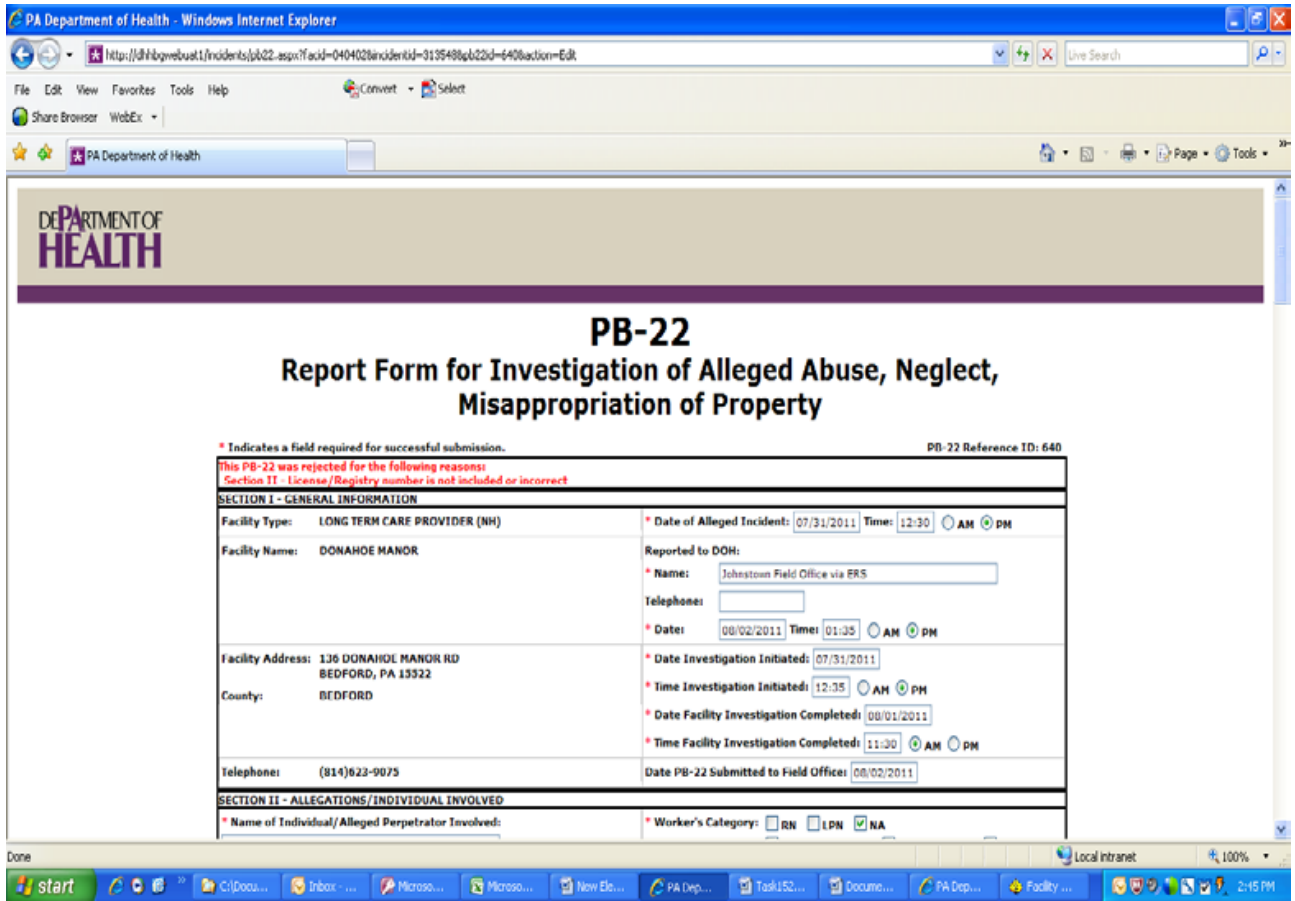 PA Department of Health - Windows Internet Explorer
http://dhhbgwebuat1/incidents/pb22.aspx?facid=040402&incidentid=313548&pb22id=640&action=Edit
Live Search
File Edit View Favorites Tools Help
Convert Select
Share Browser WebEx
PA Department of Health
Page Tools
DEPARTMENT OF
HEALTH
PB-22
Report Form for Investigation of Alleged Abuse, Neglect,
Misappropriation of Property
* Indicates a field required for successful submission. PB-22 Reference ID: 640
This PB-22 was rejected for the following reasons:
Section II - License/Registry number is not included or incorrect
SECTION I - GENERAL INFORMATION
Facility Type: LONG TERM CARE PROVIDER (NH) * Date of Alleged Incident: 07/31/2011 Time: 12:30 AM PM
Facility Name: DONAHOE MANOR Reported to DOH:
* Name: Johnstown Field Office via ERS
Telephone:
* Date: 08/02/2011 Time: 01:35 AM PM
Facility Address: 136 DONAHOE MANOR RD * Date Investigation Initiated: 07/31/2011
BEDFORD, PA 15522
* Time Investigation Initiated: 12:35 AM PM
County: BEDFORD
* Date Facility Investigation Completed: 08/01/2011
* Time Facility Investigation Completed: 11:30 AM PM
Telephone: (814)623-9075 Date PB-22 Submitted to Field Office: 08/02/2011
SECTION II - ALLEGATIONS/INDIVIDUAL INVOLVED
* Name of Individual/Alleged Perpetrator Involved: * Worker's Category: RN LPN NA
Done Local intranet 100%
start C:\Docu... Inbox - ... Microso... Microso... New Ele... PA Dep... Task152... Docume... PA Dep... Facility ... 2:45 PM